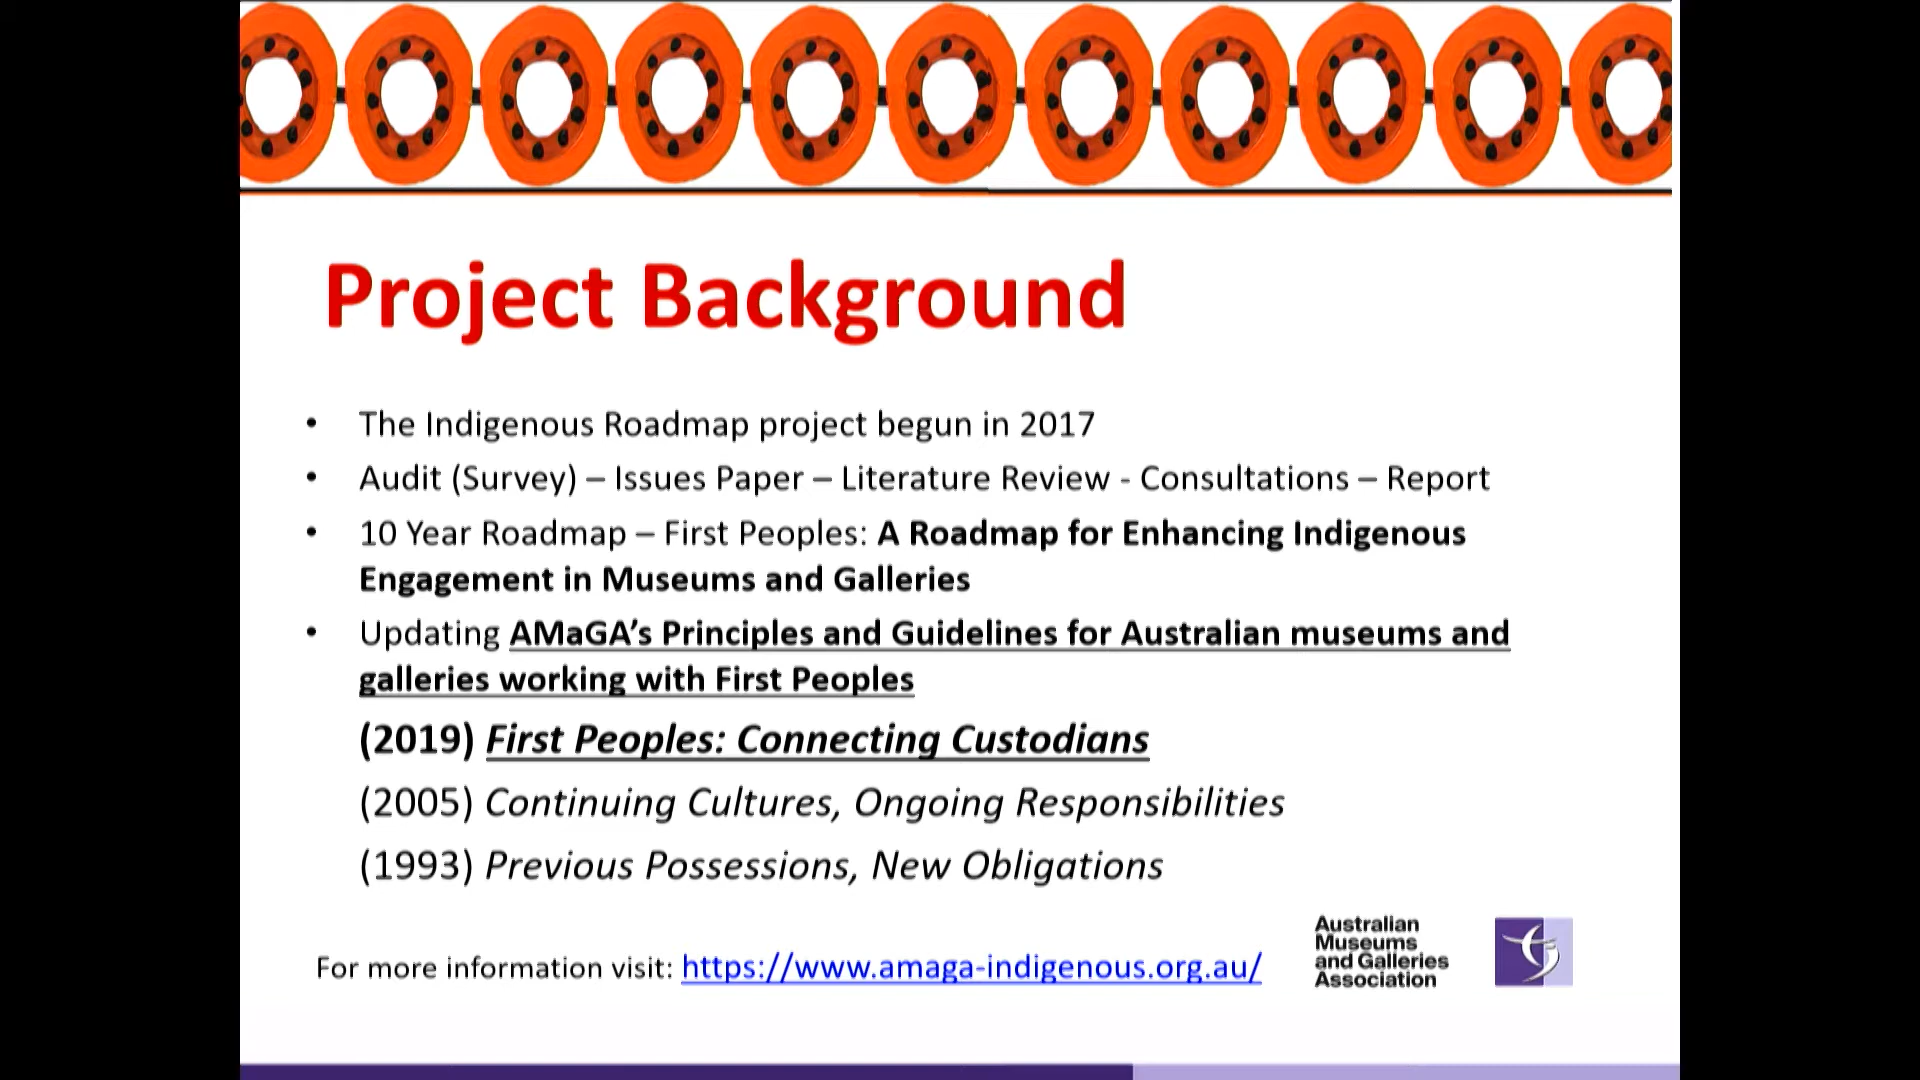 Project Background
• The Indigenous Roadmap project begun in 2017
• Audit (Survey) – Issues Paper – Literature Review - Consultations – Report
• 10 Year Roadmap – First Peoples: A Roadmap for Enhancing Indigenous
Engagement in Museums and Galleries
• Updating AMaGA’s Principles and Guidelines for Australian museums and
galleries working with First Peoples
(2019) First Peoples: Connecting Custodians
(2005) Continuing Cultures, Ongoing Responsibilities
(1993) Previous Possessions, New Obligations
For more information visit: https://www.amaga-indigenous.org.au/
Australian
Museums
and Galleries
Association